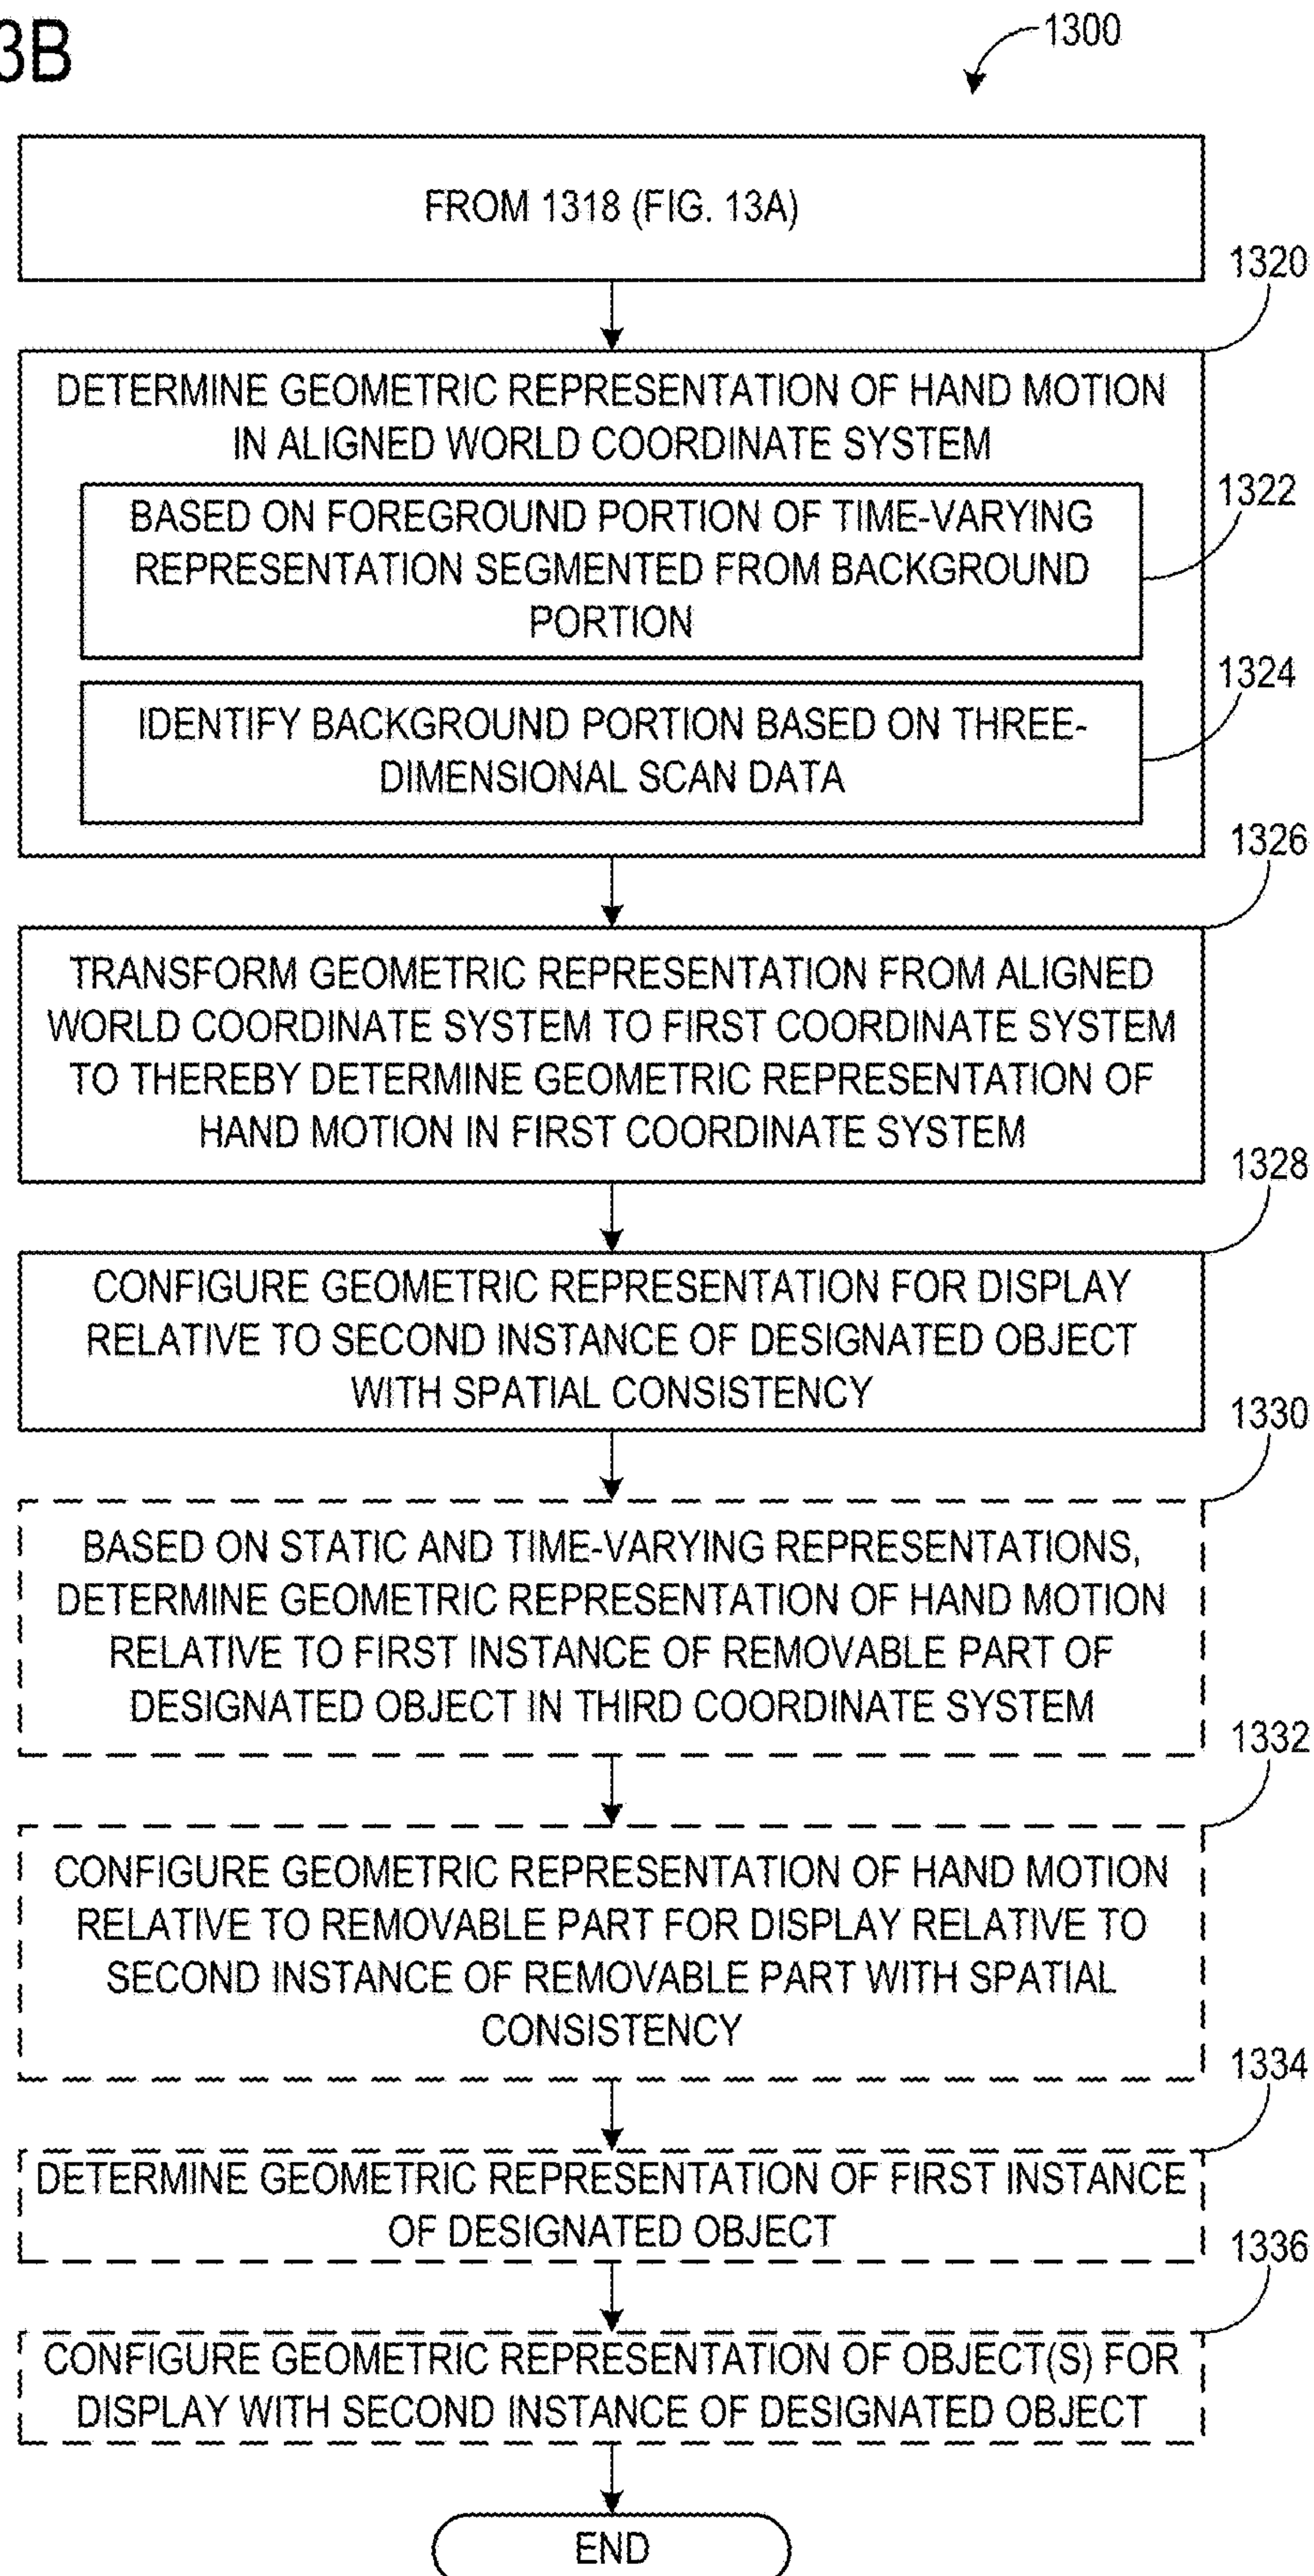 3B
1300
FROM 1318 (FIG. 13A)
1320
DETERMINE GEOMETRIC REPRESENTATION OF HAND MOTION
IN ALIGNED WORLD COORDINATE SYSTEM
1322
BASED ON FOREGROUND PORTION OF TIME-VARYING
REPRESENTATION SEGMENTED FROM BACKGROUND
PORTION
1324
IDENTIFY BACKGROUND PORTION BASED ON THREE-
DIMENSIONAL SCAN DATA
1326
TRANSFORM GEOMETRIC REPRESENTATION FROM ALIGNED
WORLD COORDINATE SYSTEM TO FIRST COORDINATE SYSTEM
TO THEREBY DETERMINE GEOMETRIC REPRESENTATION OF
HAND MOTION IN FIRST COORDINATE SYSTEM
1328
CONFIGURE GEOMETRIC REPRESENTATION FOR DISPLAY
RELATIVE TO SECOND INSTANCE OF DESIGNATED OBJECT
WITH SPATIAL CONSISTENCY
1330
BASED ON STATIC AND TIME-VARYING REPRESENTATIONS,
DETERMINE GEOMETRIC REPRESENTATION OF HAND MOTION
RELATIVE TO FIRST INSTANCE OF REMOVABLE PART OF
DESIGNATED OBJECT IN THIRD COORDINATE SYSTEM
1332
CONFIGURE GEOMETRIC REPRESENTATION OF HAND MOTION
RELATIVE TO REMOVABLE PART FOR DISPLAY RELATIVE TO
SECOND INSTANCE OF REMOVABLE PART WITH SPATIAL
CONSISTENCY
1334
DETERMINE GEOMETRIC REPRESENTATION OF FIRST INSTANCE
OF DESIGNATED OBJECT
1336
CONFIGURE GEOMETRIC REPRESENTATION OF OBJECT(S) FOR
DISPLAY WITH SECOND INSTANCE OF DESIGNATED OBJECT
END